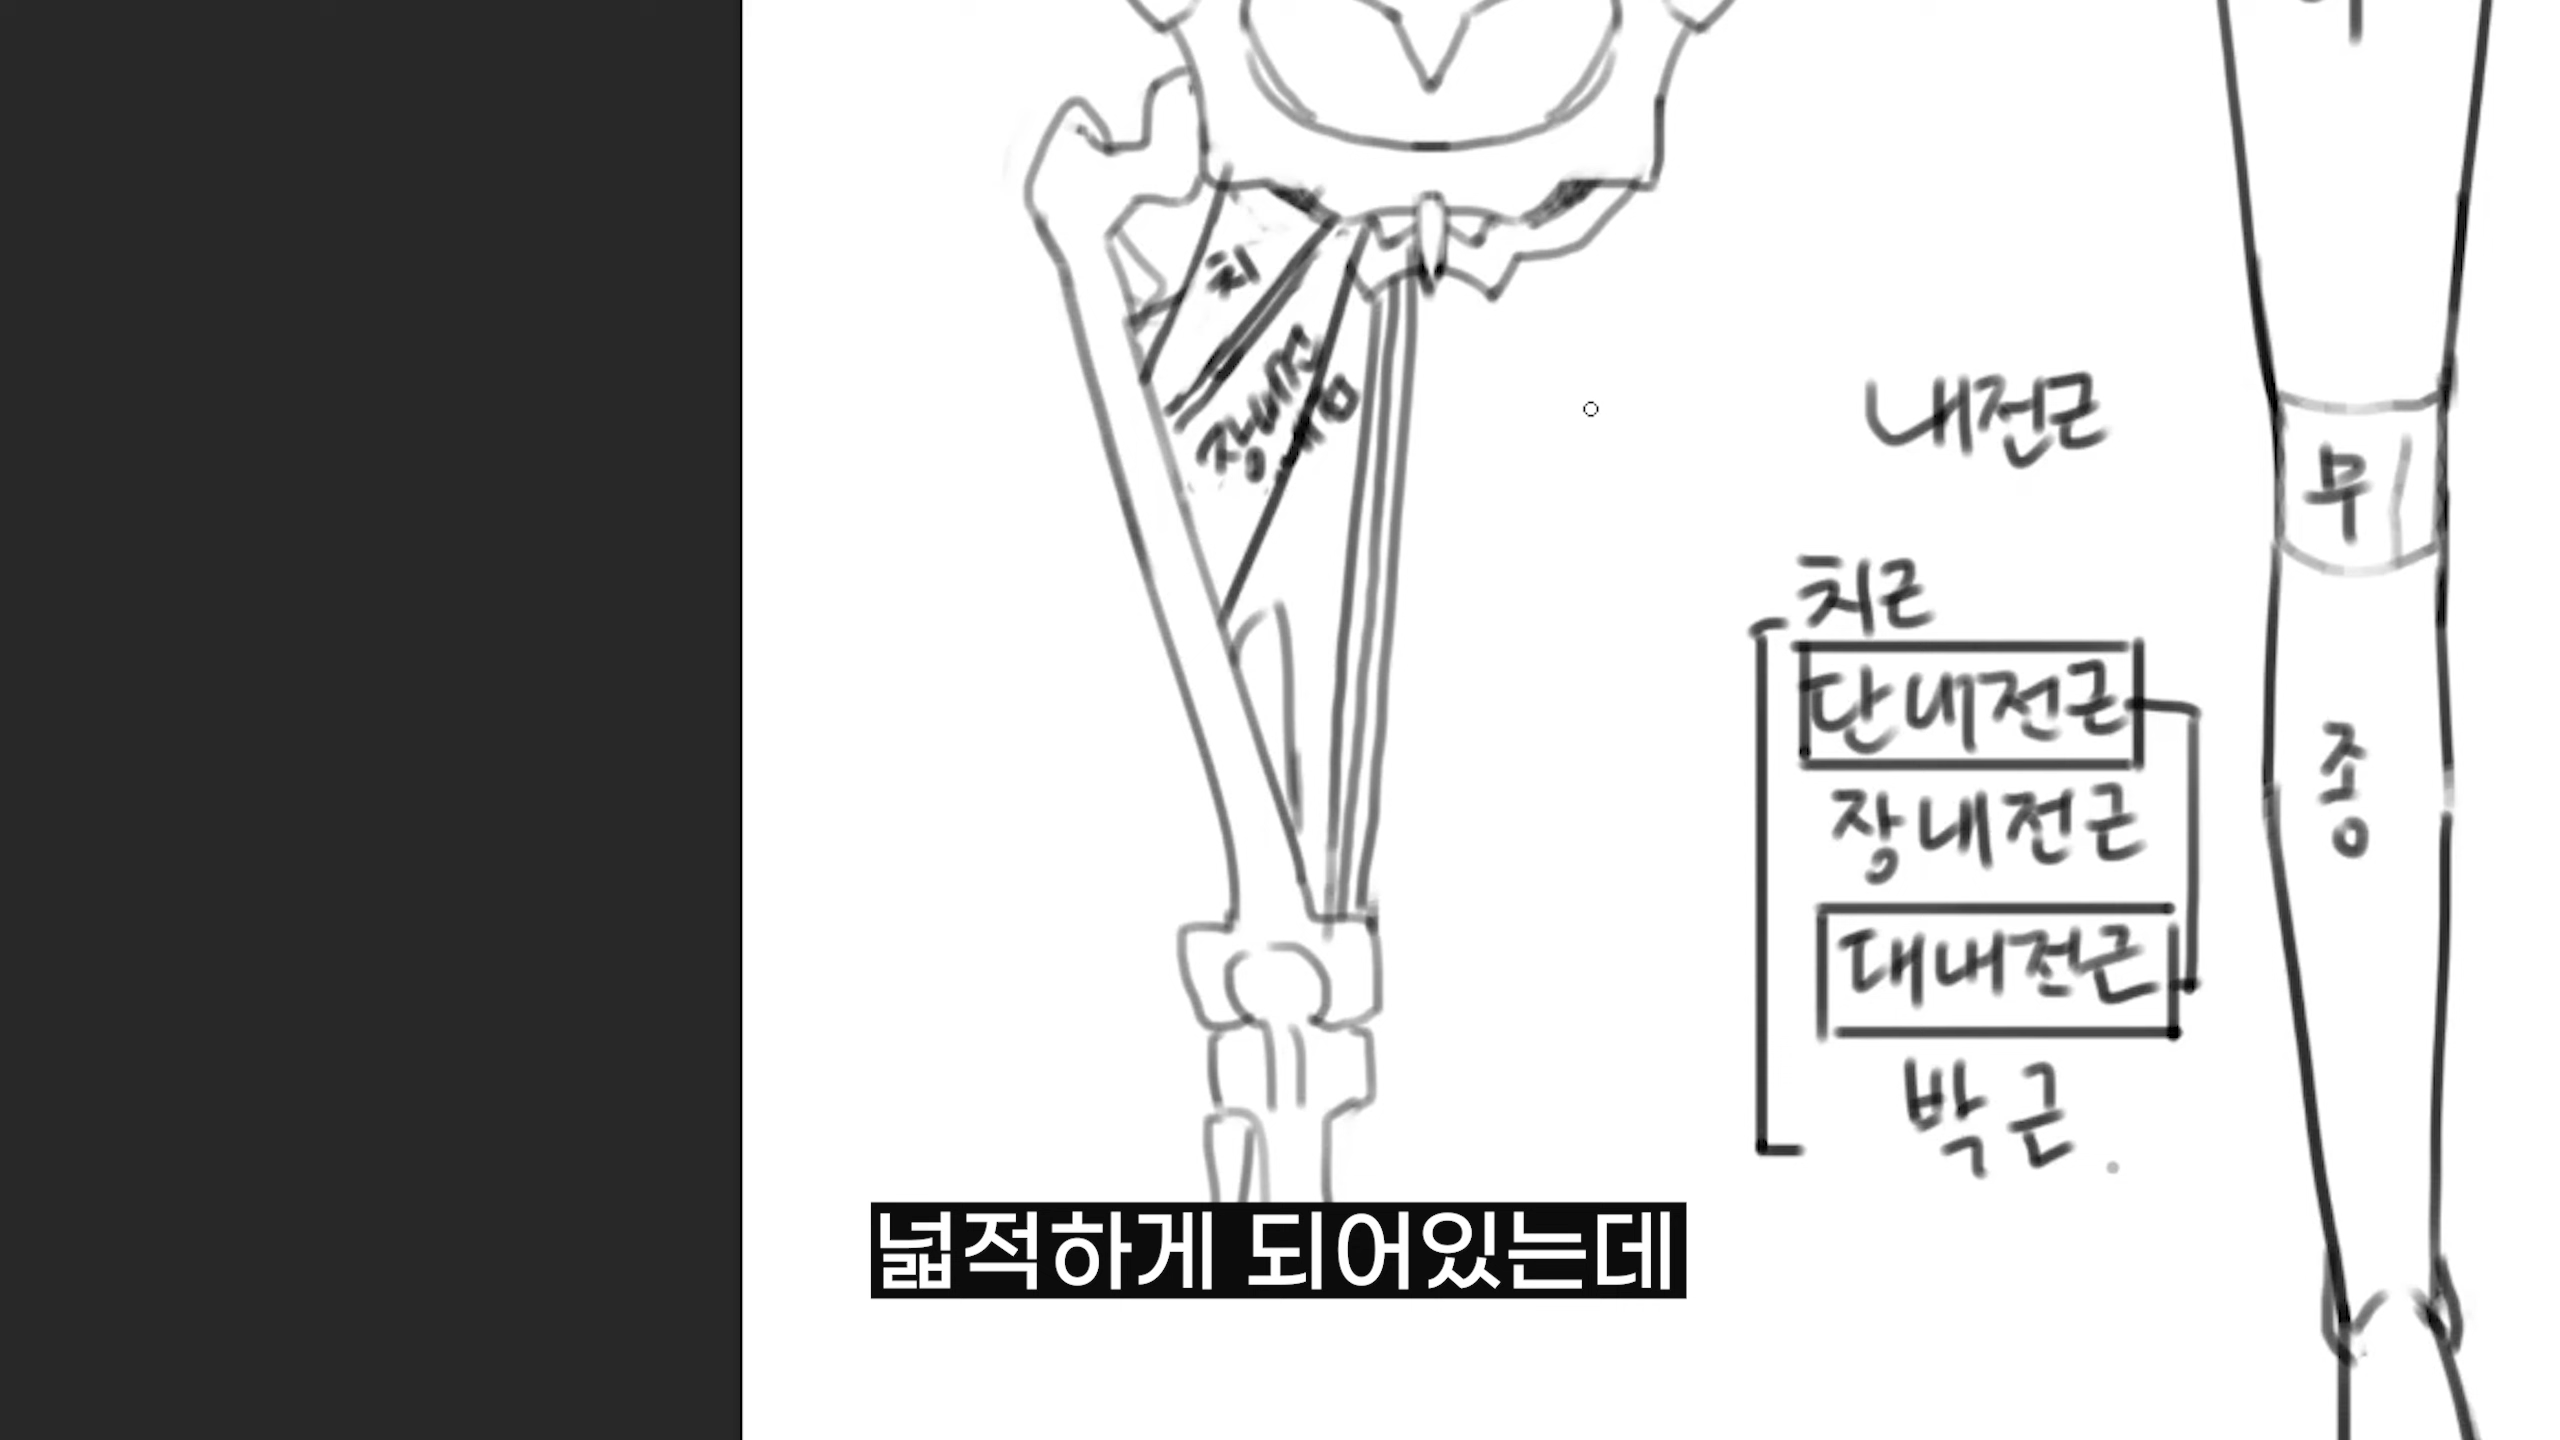 치
장내전
내전근
치근
단내전근
장내전근
대내전근
박근
무
종
넓적하게 되어있는데